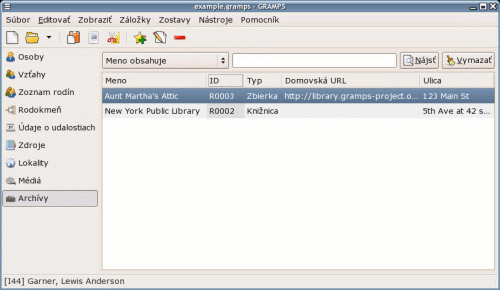 example.gramps - GRAMPS
Súbor Editovať Zobraziť Záložky Zostavy Nástroje Pomocník
Osoby
Vzťahy
Zoznam rodín
Rodokmeň
Údaje o udalostiach
Zdroje
Lokality
Médiá
Archívy
Meno obsahuje Nájsť Vymazať
Meno ID Typ Domovská URL Ulica
Aunt Martha's Attic R0003 Zbierka http://library.gramps-project.o... 123 Main St
New York Public Library R0002 Knižnica 5th Ave at 42 s...
[I44] Garner, Lewis Anderson